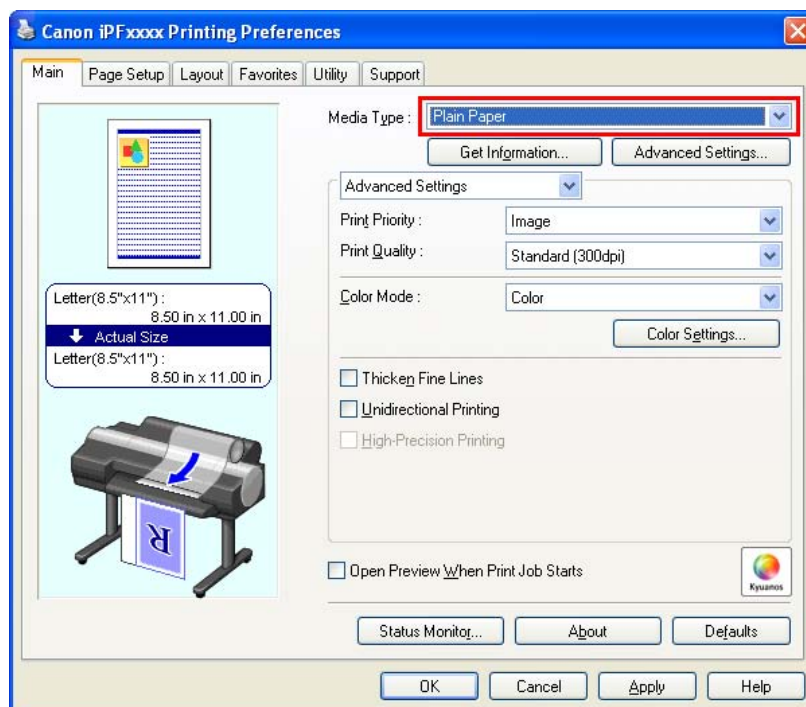 Canon iPFxxxx Printing Preferences
Main Page Setup Layout Favorites Utility Support
Media Type : Plain Paper
Get Information... Advanced Settings...
Advanced Settings
Print Priority : Image
Print Quality : Standard (300dpi)
Color Mode : Color
Color Settings...
Letter(8.5"x11") :
8.50 in x 11.00 in
Actual Size
Letter(8.5"x11") :
8.50 in x 11.00 in
R
Thicken Fine Lines
Unidirectional Printing
High-Precision Printing
Open Preview When Print Job Starts
Kyuanos
Status Monitor... About Defaults
OK Cancel Apply Help